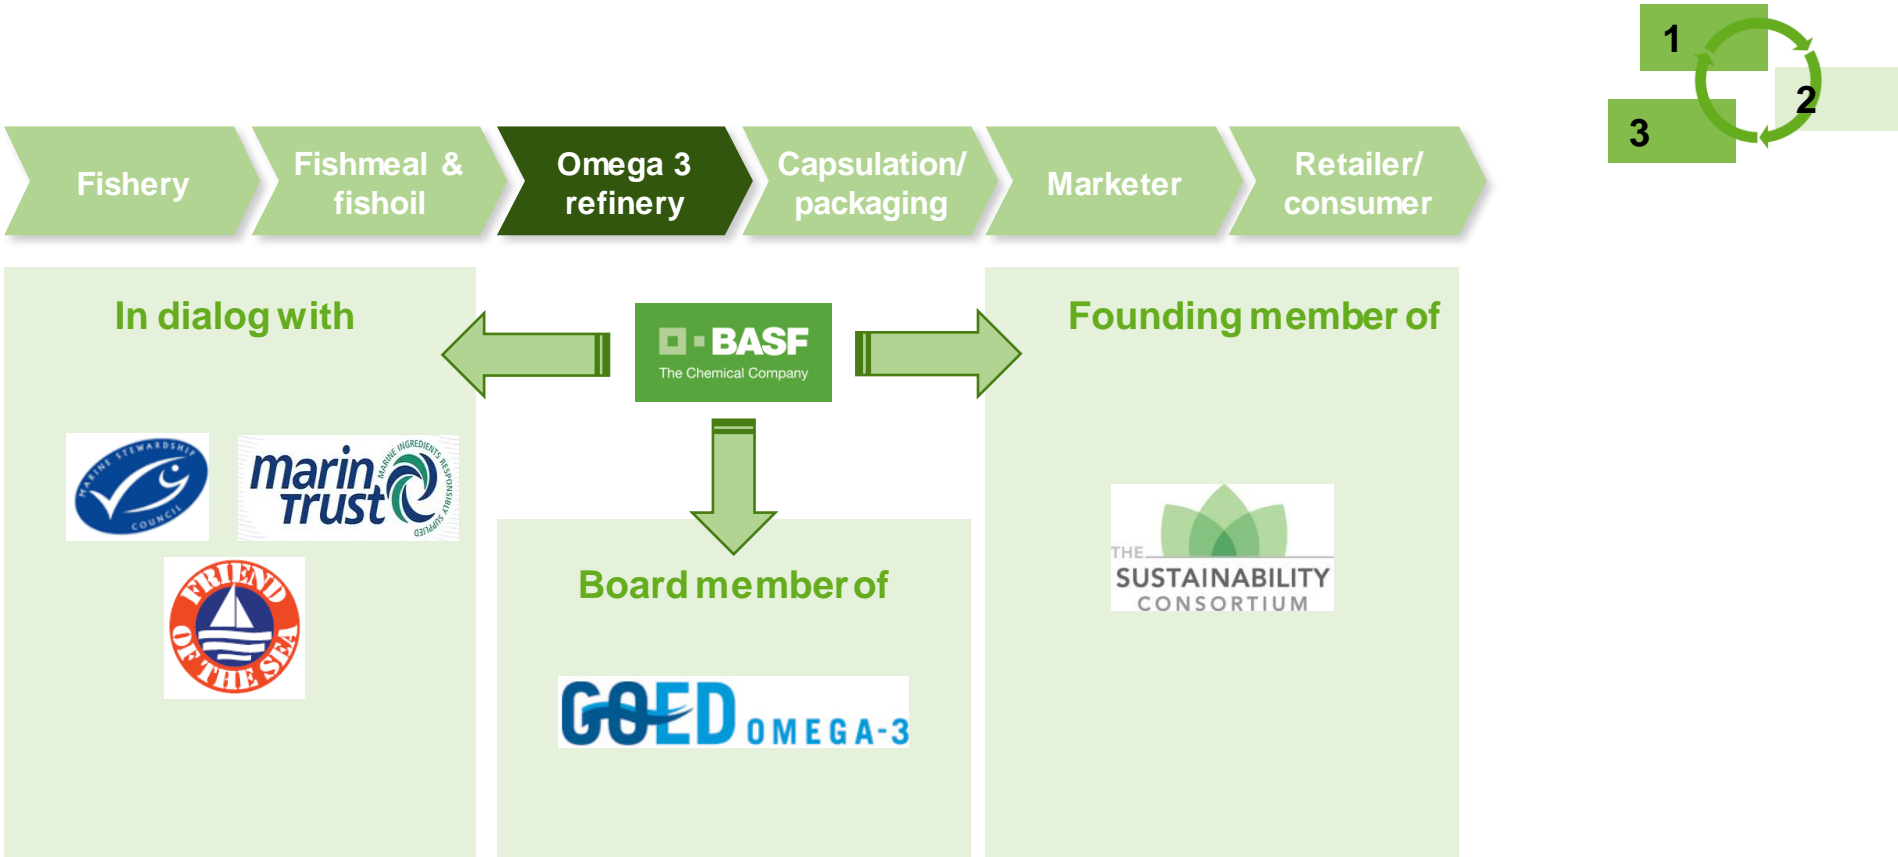 1
2
3
Fishery
Fishmeal &
fishoil
Omega 3
refinery
Capsulation/
packaging
Marketer
Retailer/
consumer
In dialog with
BASF
The Chemical Company
Founding member of
MARINE STEWARDSHIP
COUNCIL
marin
Trust
MARINE INGREDIENTS RESPONSIBLY SUPPLIED
FRIEND
OF THE SEA
Board member of
GOED OMEGA-3
THE
SUSTAINABILITY
CONSORTIUM